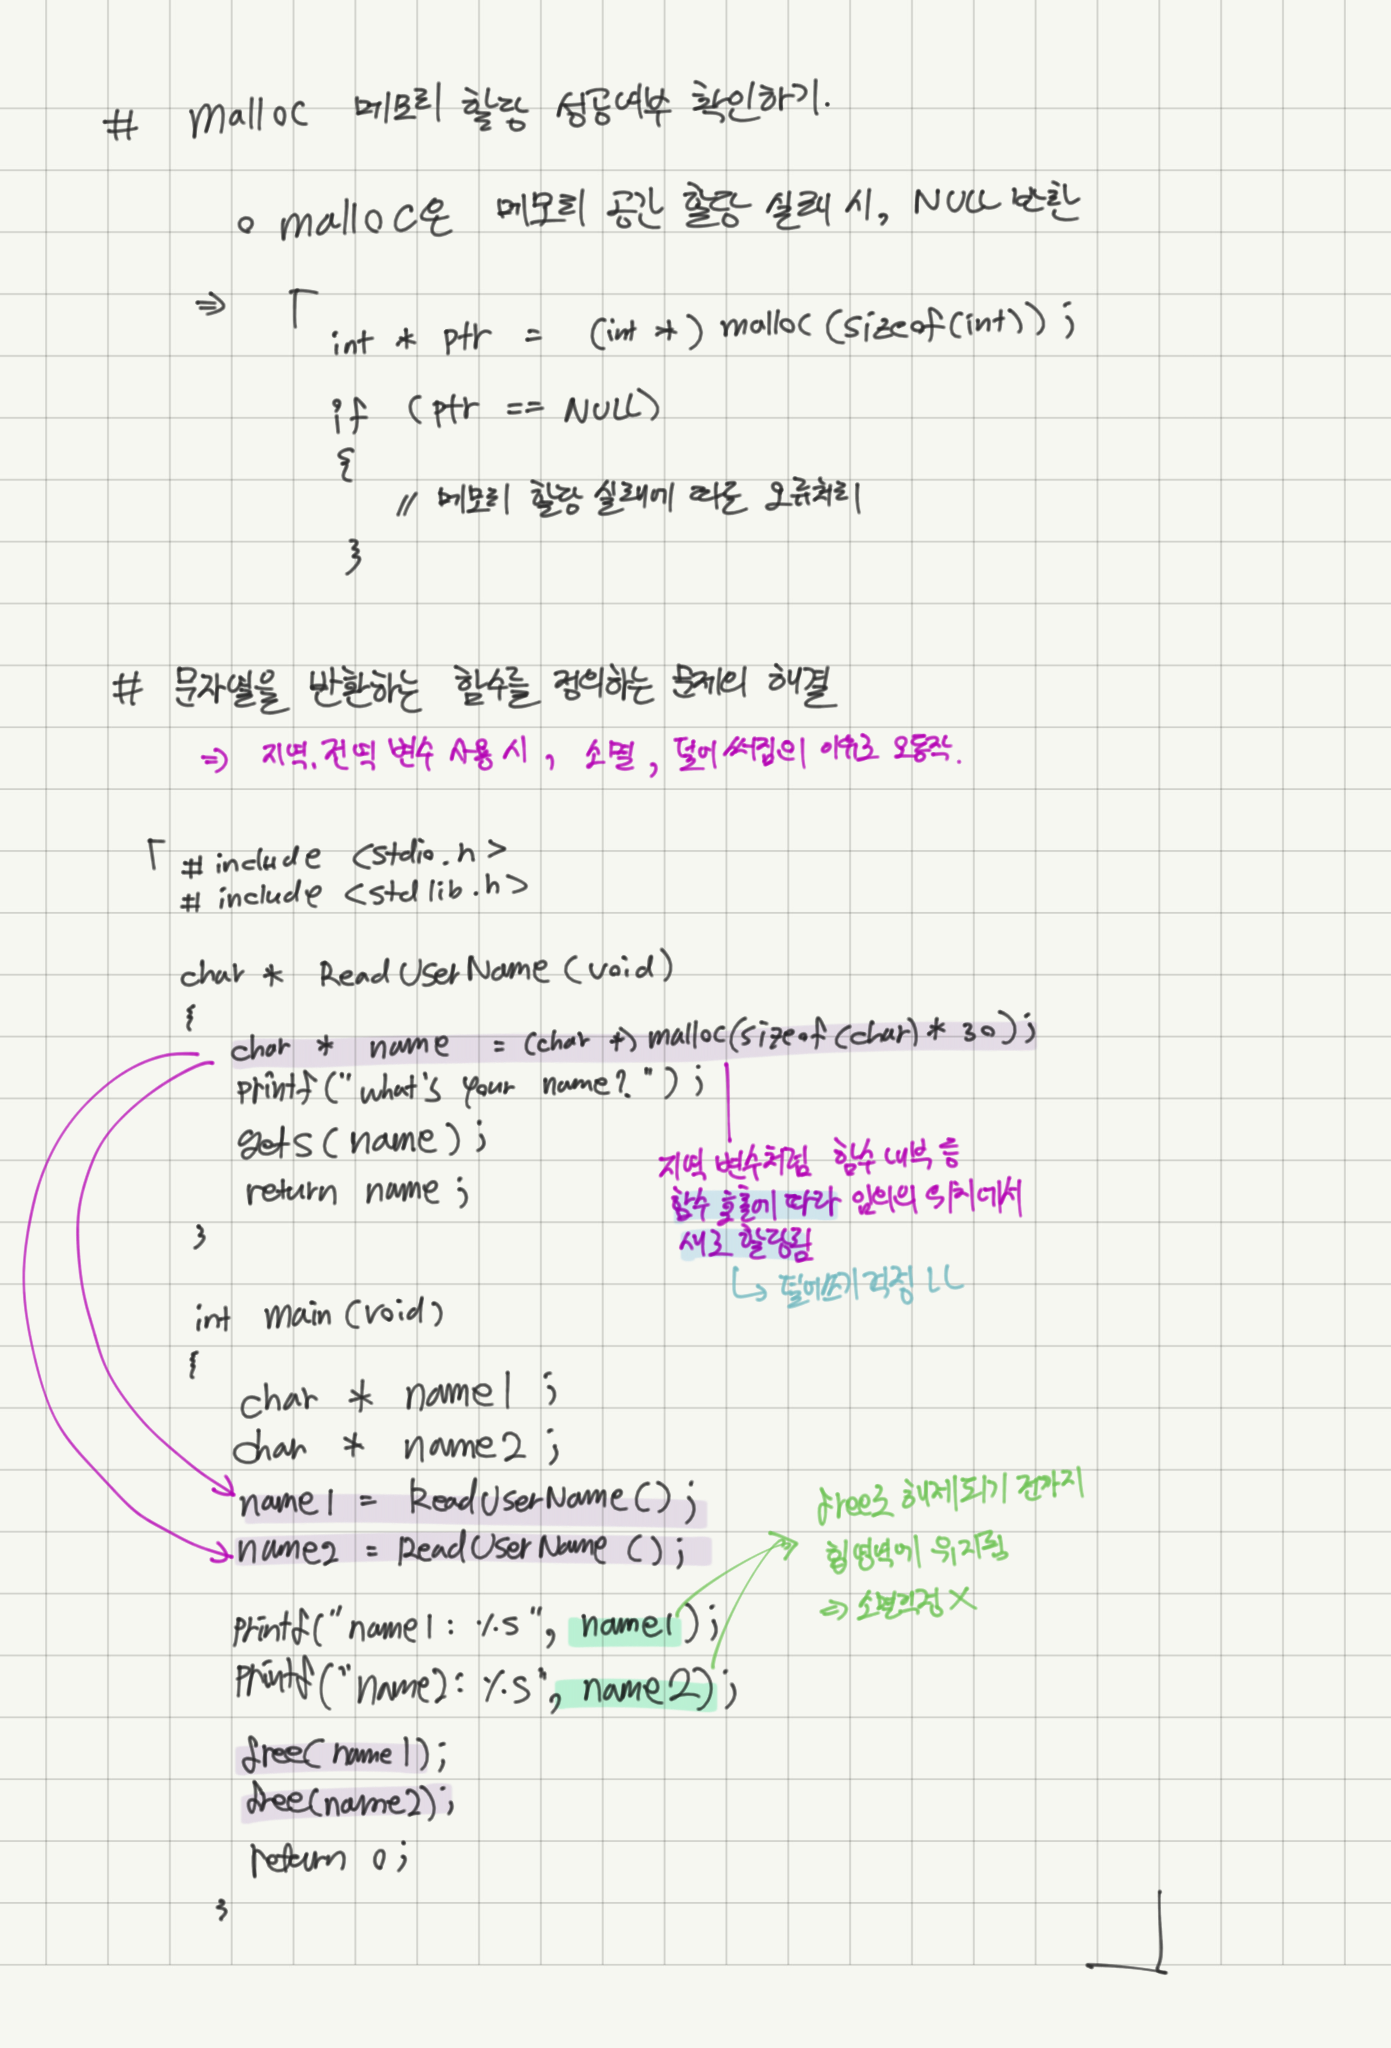 # malloc 메모리 할당 성공여부 확인하기.
o malloc은 메모리 공간 할당 실패 시, NULL 반환
⇒ 「
int * ptr = (int *) malloc(sizeof(int));
if (ptr == NULL)
{
// 메모리 할당 실패에 따른 오류처리
}
# 문자열을 반환하는 함수를 정의하는 문제의 해결
⇒ 지역.전역 변수 사용 시, 소멸, 덮어써짐의 이유로 오동작.
「 # include <stdio.h>
# include <stdlib.h>
char * ReadUserName (void)
{
char * name = (char *) malloc(sizeof(char) * 30);
printf("what's your name? ");
gets(name);
return name;
}
지역 변수처럼 함수 내부 등
함수 호출에 따라 임의의 위치에서
새로 할당됨
↳ 덮어쓰기 걱정 ㄴㄴ
int main (void)
{
char * name1 ;
char * name2 ;
name1 = ReadUserName();
name2 = ReadUserName ();
free로 해제되기 전까지
힙영역에 유지됨
⇒ 소멸걱정 X
printf("name1: %s", name1);
printf("name2: %s", name2);
free(name1);
free(name2);
return 0;
}
」